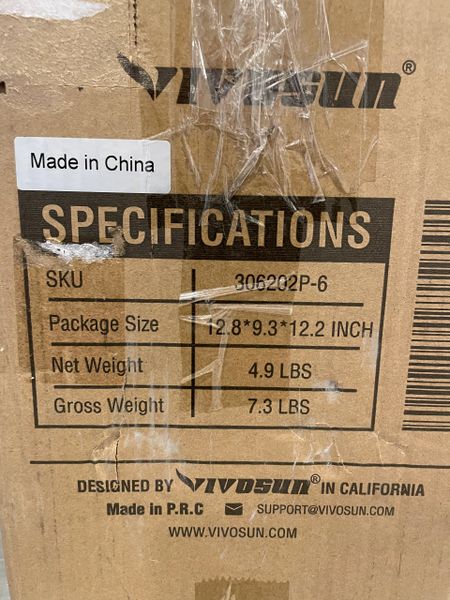 VIVOSUN®
Made in China
SPECIFICATIONS
SKU 306202P-6
Package Size 12.8*9.3*12.2 INCH
Net Weight 4.9 LBS
Gross Weight 7.3 LBS
DESIGNED BY VIVOSUN® IN CALIFORNIA
Made in P.R.C SUPPORT@VIVOSUN.COM
WWW.VIVOSUN.COM